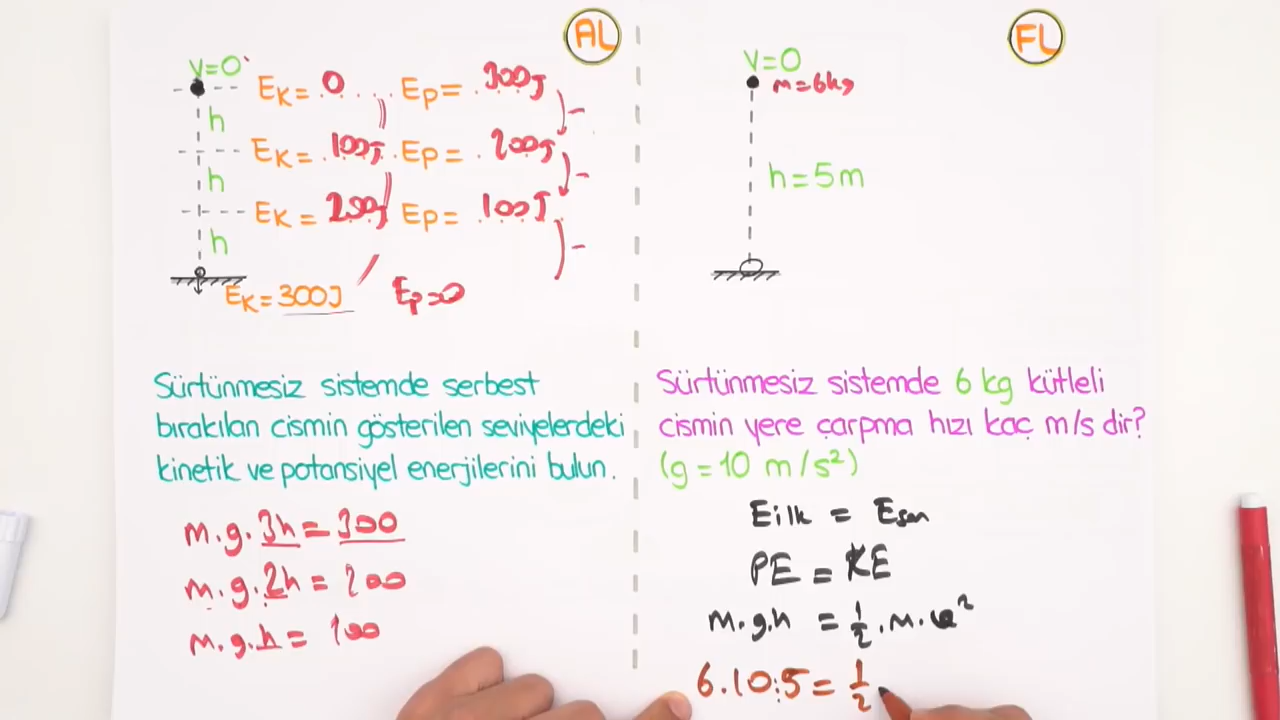 AL
V=0
h
h
h
EK= 0 EP= 300J
EK= 100J EP= 200J
EK= 200J EP= 100J
EK=300J EP=0
Sürtünmesiz sistemde serbest
bırakılan cismin gösterilen seviyelerdeki
kinetik ve potansiyel enerjilerini bulun.
m.g.3h=300
m.g.2h=200
m.g.h=100
FL
V=0
m=6kg
h=5m
Sürtünmesiz sistemde 6 kg kütleli
cismin yere çarpma hızı kaç m/s dir?
(g=10 m/s²)
Eilk = Eson
PE = KE
m.g.h = 1/2.m.v²
6.10.5= 1/2